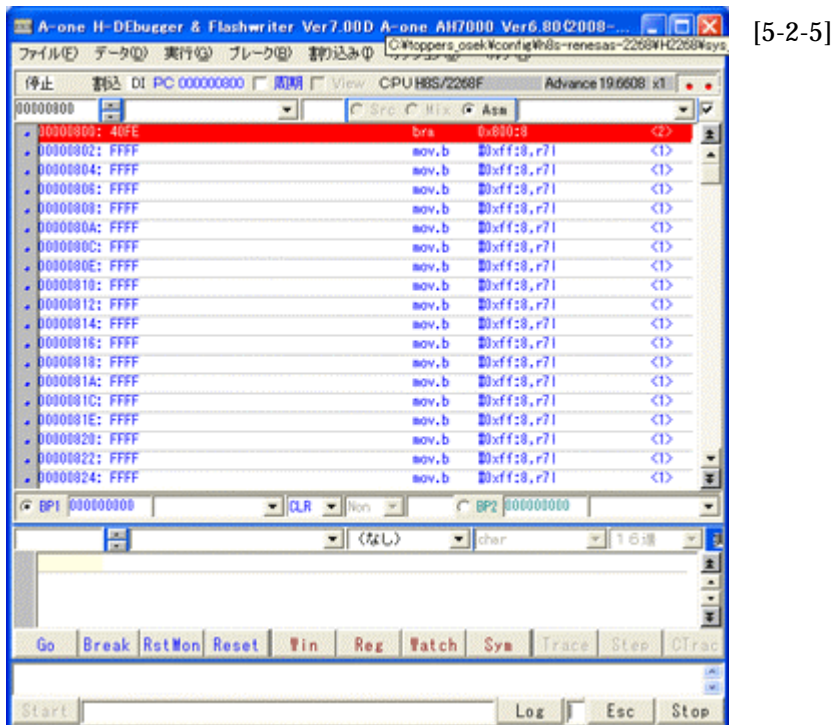 A-one H-DEbugger & Flashwriter Ver7.00D A-one AH7000 Ver6.80(2008-...
[5-2-5]
ファイル(F) データ(D) 実行(G) ブレーク(B) 割り込み(I)
C:¥toppers_osek¥config¥h8s-renesas-2268¥H2268¥sys_
停止 割込 DI PC 000000800 周期 View CPU H8S/2268F Advance 19.6608 x1
00000800 Src Mix Asm
00000800: 40FE bra 0x800:8 <2>
00000802: FFFF mov.b #0xff:8,r7l <1>
00000804: FFFF mov.b #0xff:8,r7l <1>
00000806: FFFF mov.b #0xff:8,r7l <1>
00000808: FFFF mov.b #0xff:8,r7l <1>
0000080A: FFFF mov.b #0xff:8,r7l <1>
0000080C: FFFF mov.b #0xff:8,r7l <1>
0000080E: FFFF mov.b #0xff:8,r7l <1>
00000810: FFFF mov.b #0xff:8,r7l <1>
00000812: FFFF mov.b #0xff:8,r7l <1>
00000814: FFFF mov.b #0xff:8,r7l <1>
00000816: FFFF mov.b #0xff:8,r7l <1>
00000818: FFFF mov.b #0xff:8,r7l <1>
0000081A: FFFF mov.b #0xff:8,r7l <1>
0000081C: FFFF mov.b #0xff:8,r7l <1>
0000081E: FFFF mov.b #0xff:8,r7l <1>
00000820: FFFF mov.b #0xff:8,r7l <1>
00000822: FFFF mov.b #0xff:8,r7l <1>
00000824: FFFF mov.b #0xff:8,r7l <1>
BP1 000000000 CLR Non BP2 000000000
(なし) char 16進
Go Break RstMon Reset Win Reg Watch Sym Trace Step CTrac
Start Log Esc Stop